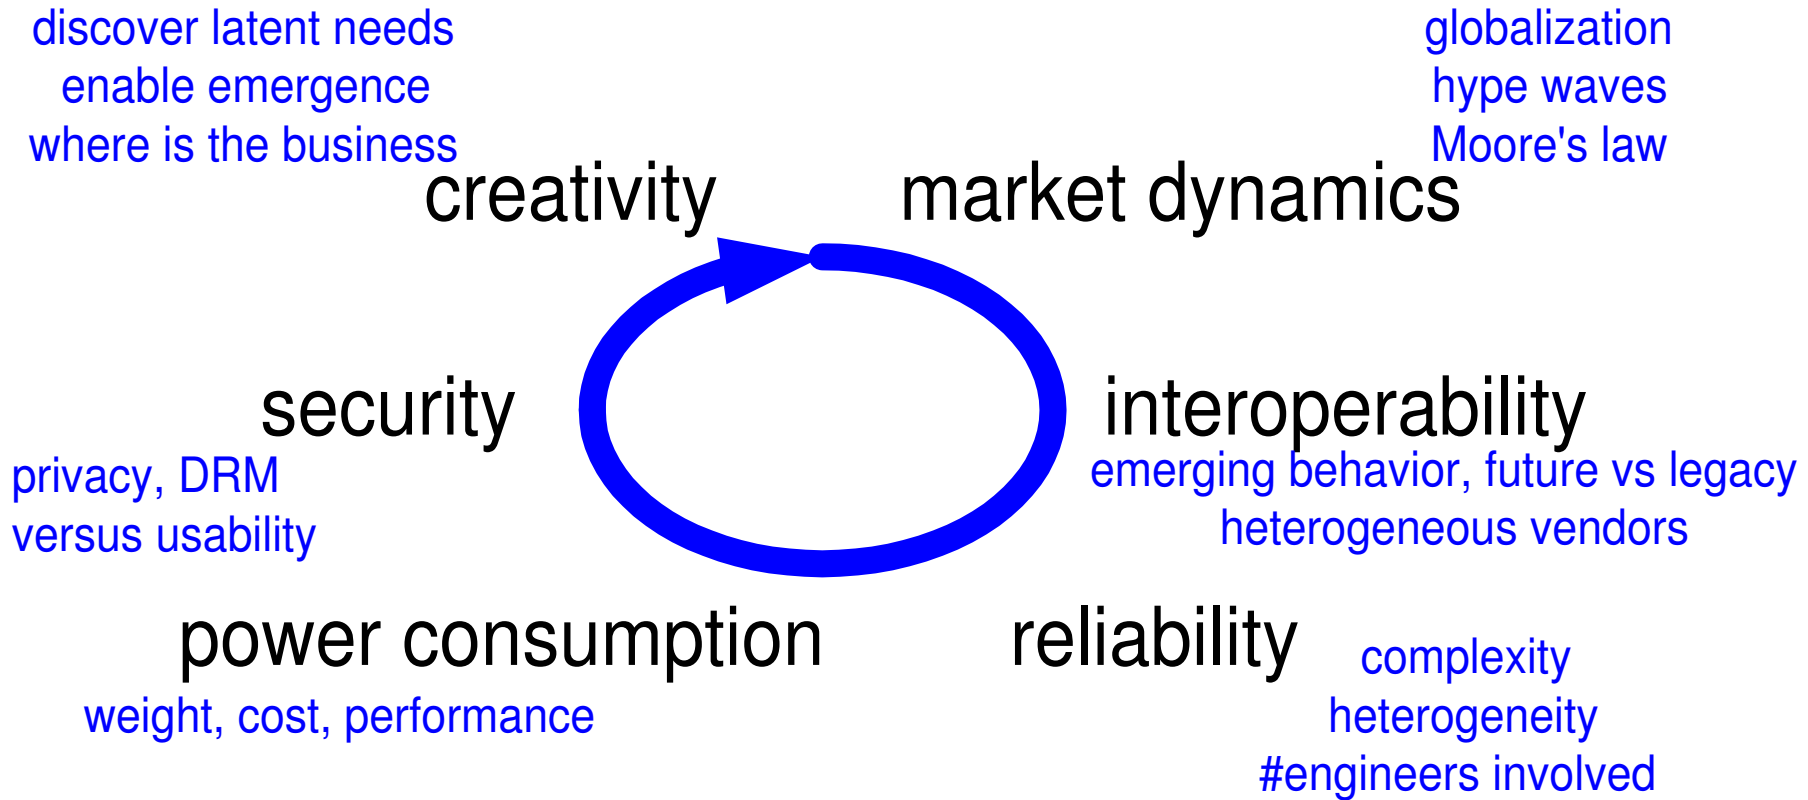 discover latent needs
enable emergence
where is the business
creativity
globalization
hype waves
Moore's law
market dynamics
security
privacy, DRM
versus usability
interoperability
emerging behavior, future vs legacy
heterogeneous vendors
power consumption
weight, cost, performance
reliability
complexity
heterogeneity
#engineers involved